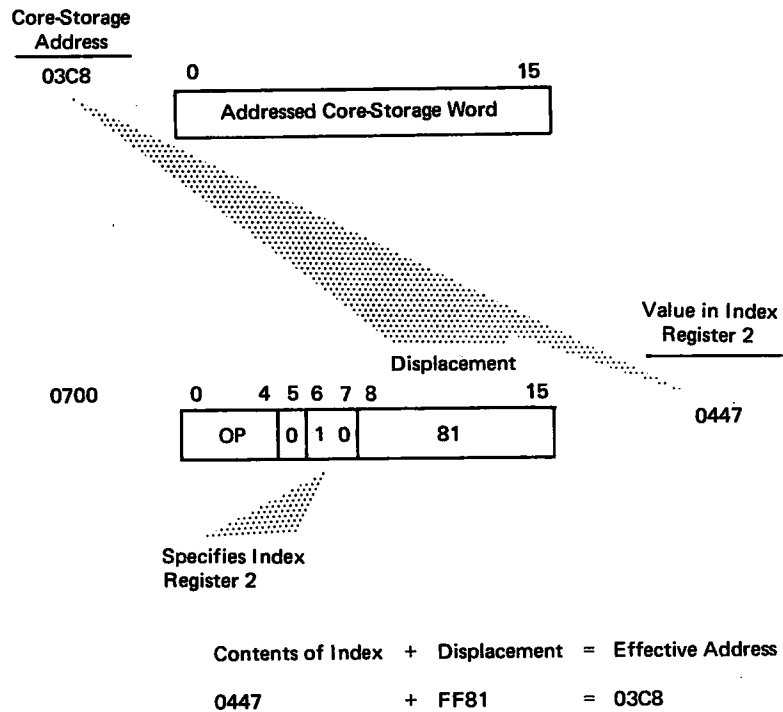 Core-Storage
Address
03C8
0 15
Addressed Core-Storage Word
Value in Index
Register 2
Displacement
0700
0 4 5 6 7 8 15
0447
OP 0 1 0 81
Specifies Index
Register 2
Contents of Index + Displacement = Effective Address
0447 + FF81 = 03C8